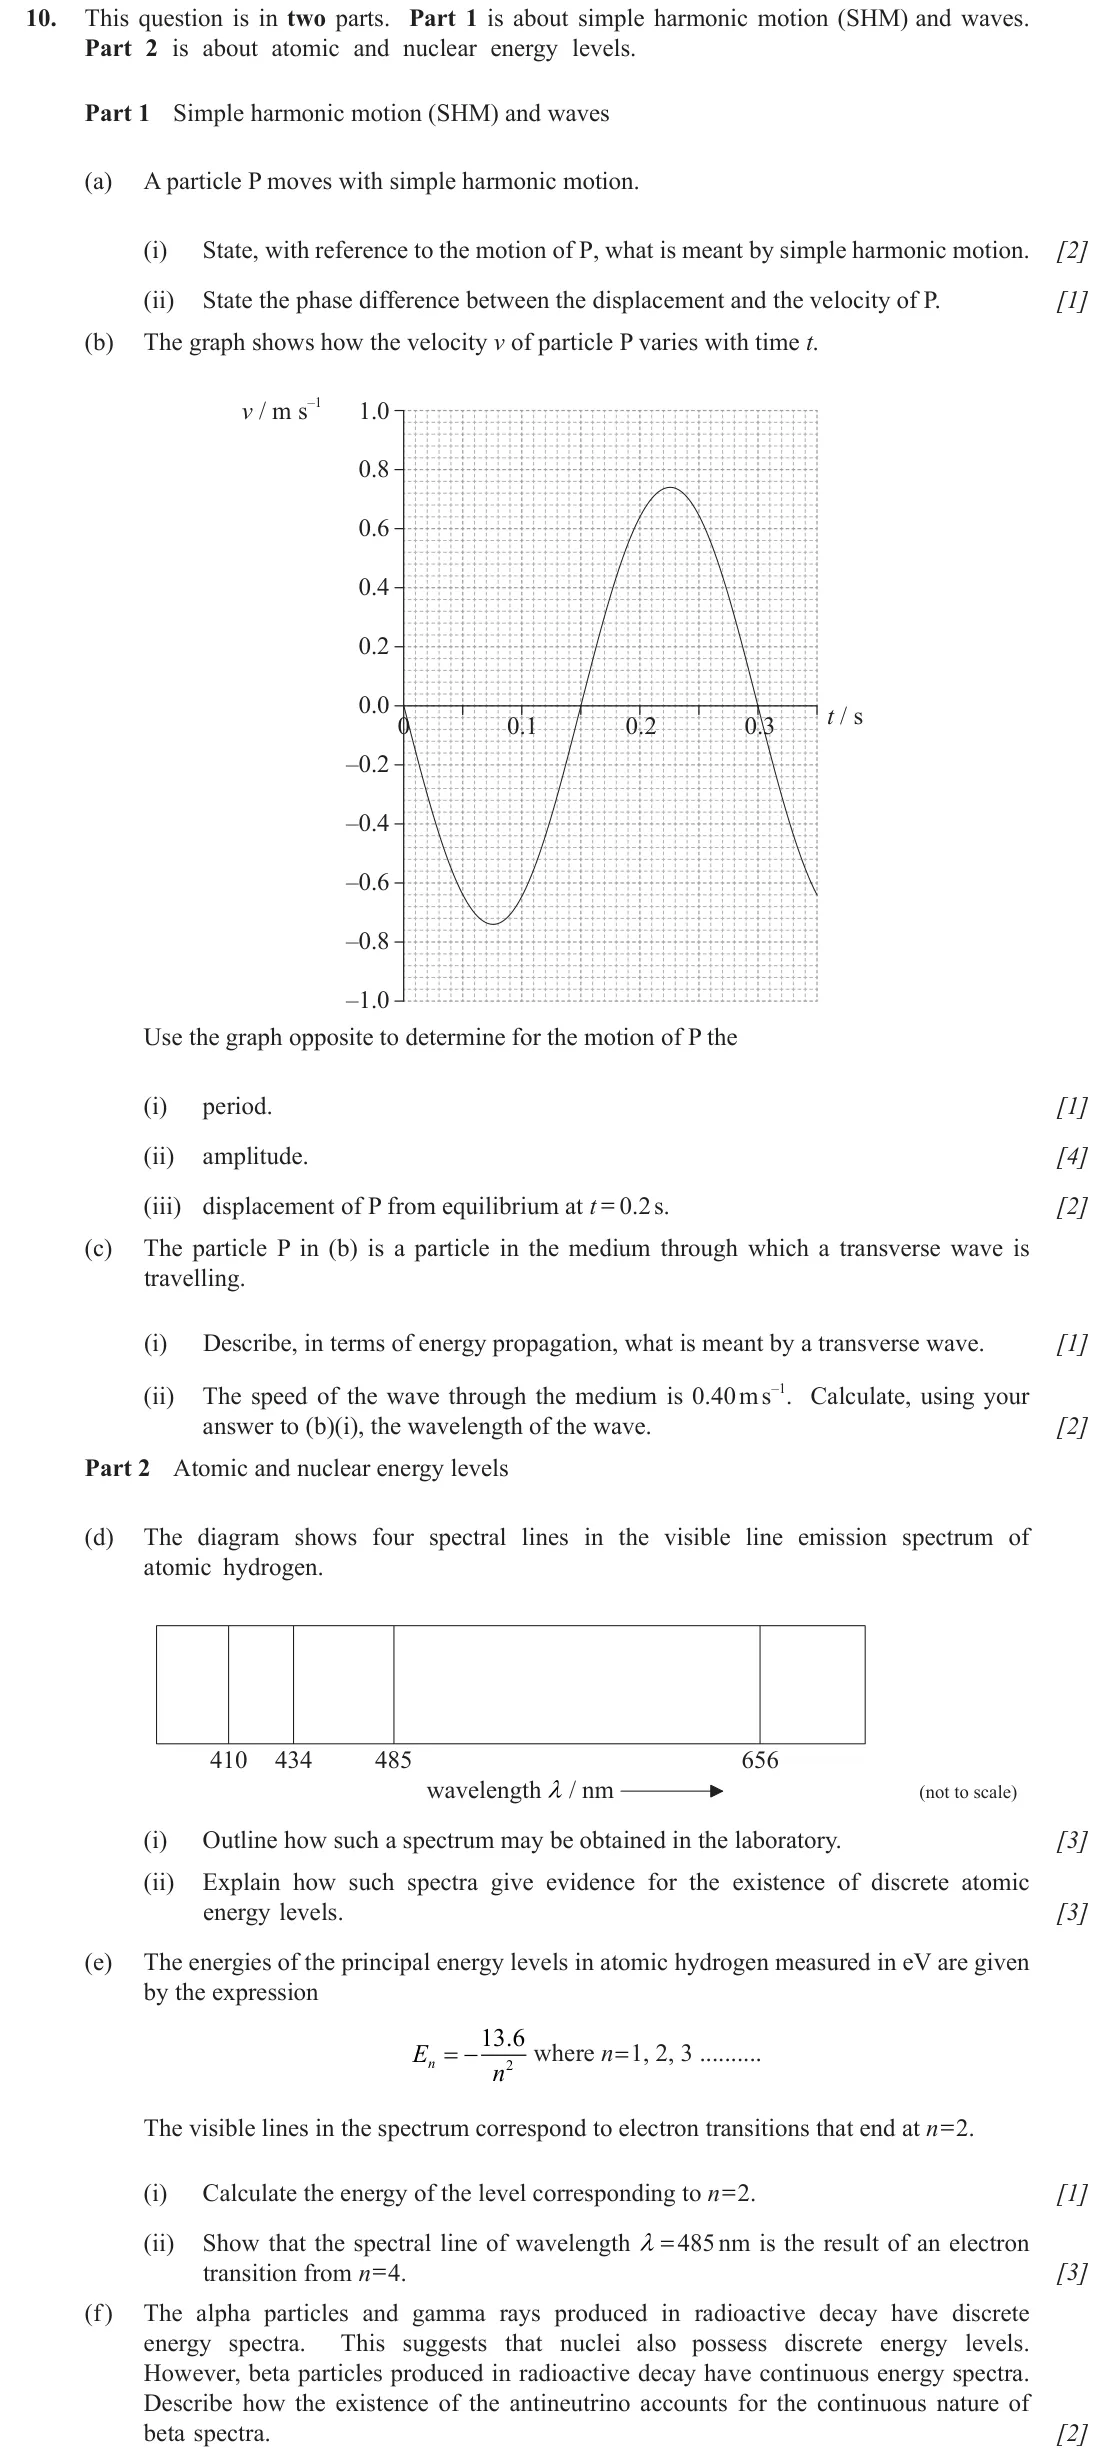 10. This question is in two parts. Part 1 is about simple harmonic motion (SHM) and waves.
Part 2 is about atomic and nuclear energy levels.
Part 1 Simple harmonic motion (SHM) and waves
(a) A particle P moves with simple harmonic motion.
(i) State, with reference to the motion of P, what is meant by simple harmonic motion. [2]
(ii) State the phase difference between the displacement and the velocity of P. [1]
(b) The graph shows how the velocity v of particle P varies with time t.
v / m s⁻¹
1.0
0.8
0.6
0.4
0.2
0.0
0 0.1 0.2 0.3 t / s
–0.2
–0.4
–0.6
–0.8
–1.0
Use the graph opposite to determine for the motion of P the
(i) period. [1]
(ii) amplitude. [4]
(iii) displacement of P from equilibrium at t=0.2s. [2]
(c) The particle P in (b) is a particle in the medium through which a transverse wave is
travelling.
(i) Describe, in terms of energy propagation, what is meant by a transverse wave. [1]
(ii) The speed of the wave through the medium is 0.40ms⁻¹. Calculate, using your
answer to (b)(i), the wavelength of the wave. [2]
Part 2 Atomic and nuclear energy levels
(d) The diagram shows four spectral lines in the visible line emission spectrum of
atomic hydrogen.
410 434 485 656
wavelength λ / nm
(not to scale)
(i) Outline how such a spectrum may be obtained in the laboratory. [3]
(ii) Explain how such spectra give evidence for the existence of discrete atomic
energy levels. [3]
(e) The energies of the principal energy levels in atomic hydrogen measured in eV are given
by the expression
Eₙ = –13.6/n² where n=1, 2, 3 ..........
The visible lines in the spectrum correspond to electron transitions that end at n=2.
(i) Calculate the energy of the level corresponding to n=2. [1]
(ii) Show that the spectral line of wavelength λ=485nm is the result of an electron
transition from n=4. [3]
(f) The alpha particles and gamma rays produced in radioactive decay have discrete
energy spectra. This suggests that nuclei also possess discrete energy levels.
However, beta particles produced in radioactive decay have continuous energy spectra.
Describe how the existence of the antineutrino accounts for the continuous nature of
beta spectra. [2]